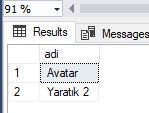 91 %
Results Messages
adi
1 Avatar
2 Yaratık 2